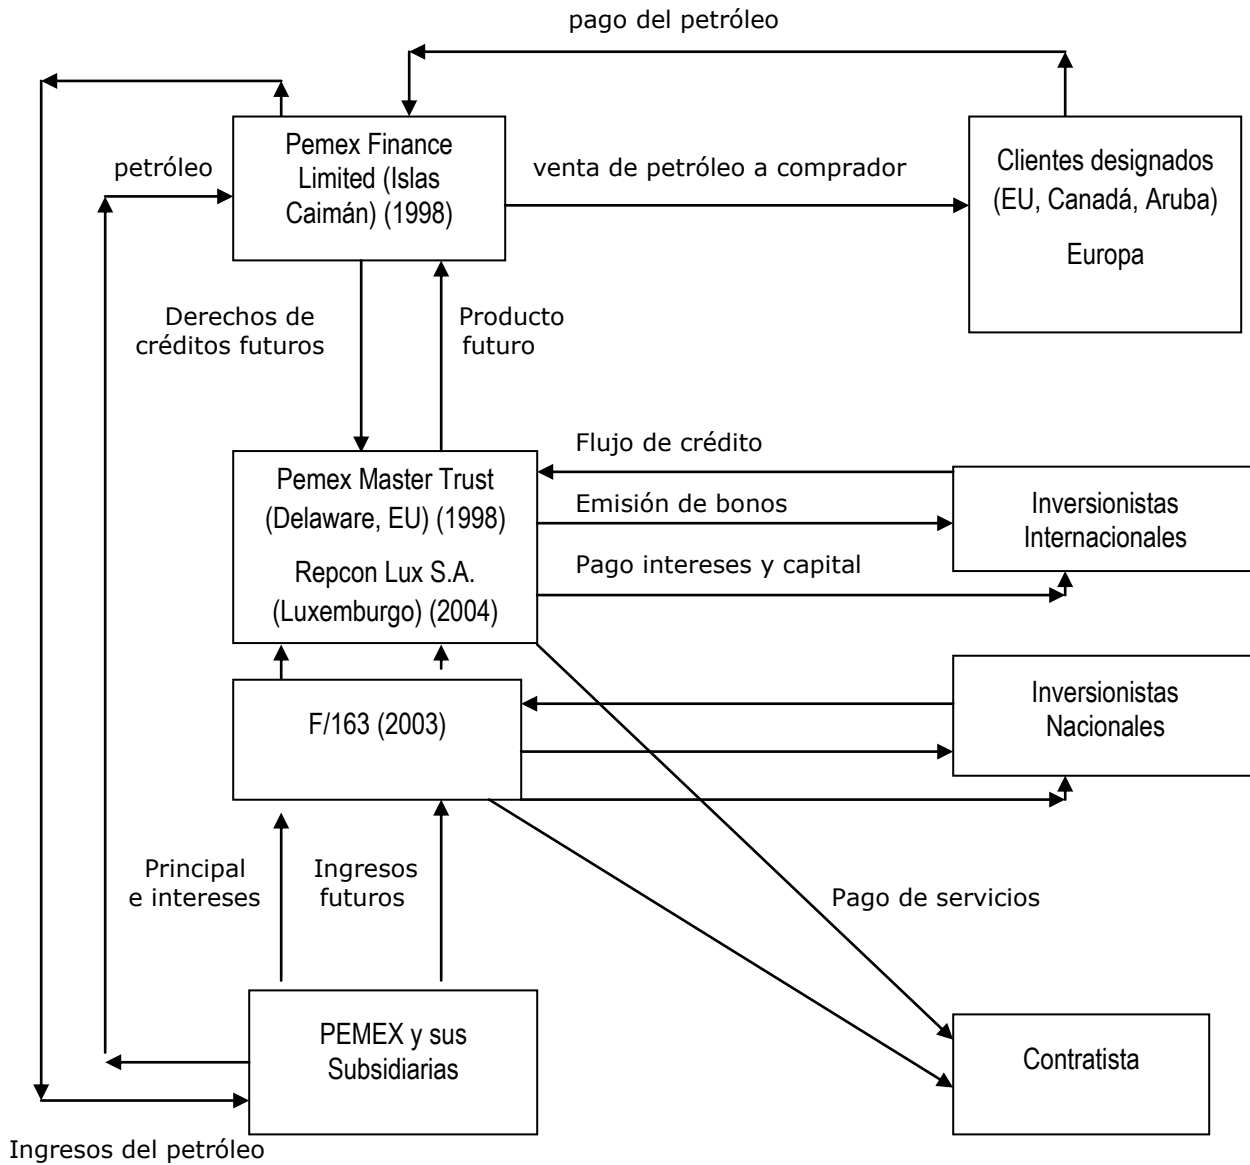 pago del petróleo
Pemex Finance
Limited (Islas
Caimán) (1998)
petróleo
venta de petróleo a comprador
Clientes designados
(EU, Canadá, Aruba)
Europa
Derechos de
créditos futuros
Producto
futuro
Flujo de crédito
Pemex Master Trust
(Delaware, EU) (1998)
Repcon Lux S.A.
(Luxemburgo) (2004)
Emisión de bonos
Pago intereses y capital
Inversionistas
Internacionales
F/163 (2003)
Inversionistas
Nacionales
Principal
e intereses
Ingresos
futuros
Pago de servicios
PEMEX y sus
Subsidiarias
Contratista
Ingresos del petróleo